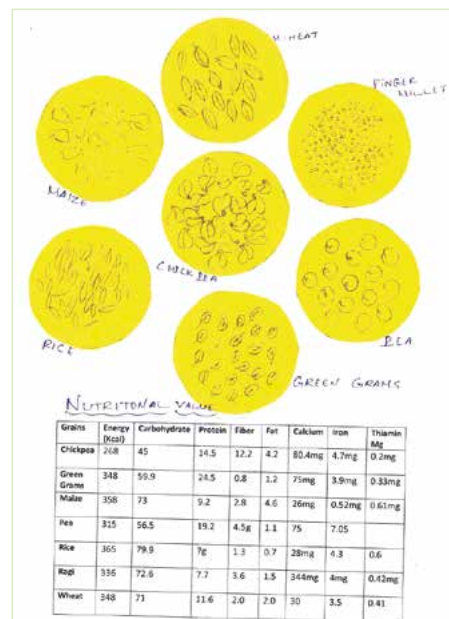 WHEAT
FINGER
MILLET
MAIZE
CHICK PEA
RICE
PEA
GREEN GRAMS
NUTRITONAL VALUE
Grains Energy (Kcal) Carbohydrate Protein Fiber Fat Calcium Iron Thiamin Mg
Chickpea 268 45 14.5 12.2 4.2 80.4mg 4.7mg 0.2mg
Green Grams 348 59.9 24.5 0.8 1.2 75mg 3.9mg 0.33mg
Maize 358 73 9.2 2.8 4.6 26mg 0.52mg 0.61mg
Pea 315 56.5 19.2 4.5g 1.1 75 7.05
Rice 365 79.9 7g 1.3 0.7 28mg 4.3 0.6
Ragi 336 72.6 7.7 3.6 1.5 344mg 4mg 0.42mg
Wheat 348 71 11.6 2.0 2.0 30 3.5 0.41